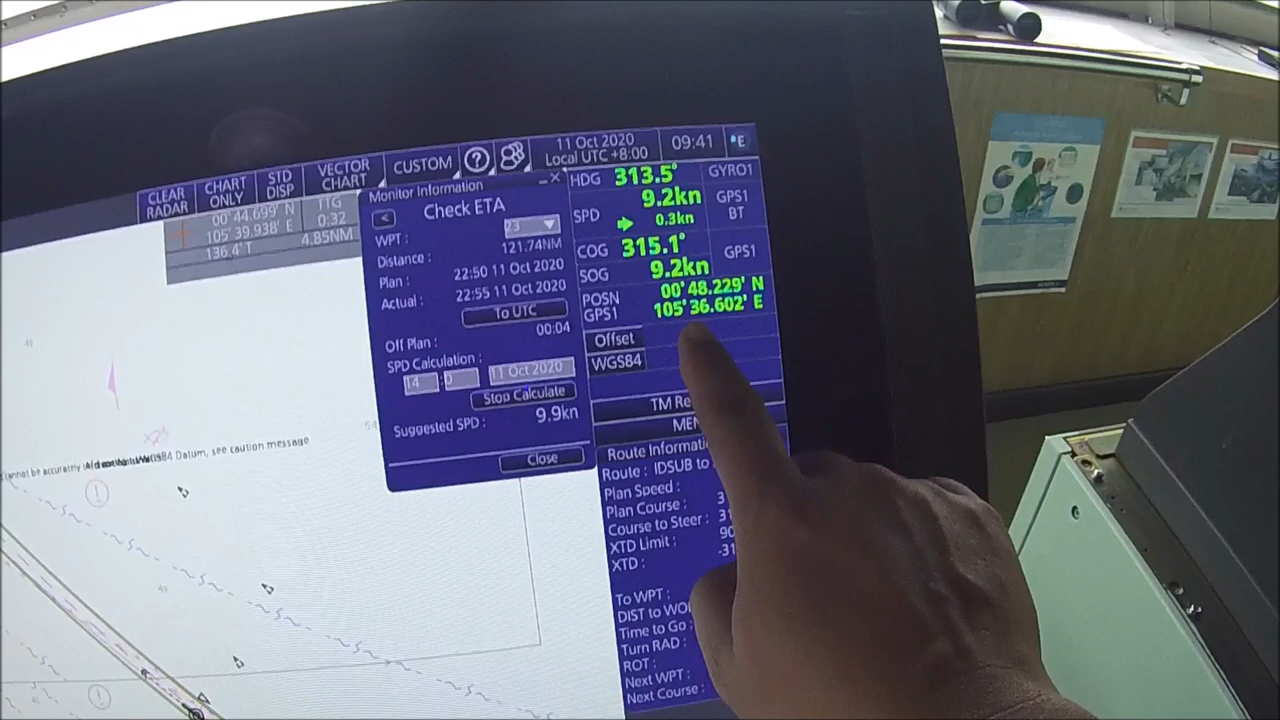 CLEAR RADAR
CHART ONLY
STD DISP
VECTOR CHART
CUSTOM
?
11 Oct 2020
Local UTC +8:00
09:41
E
00°44.699' N
105°39.938' E
136.4°T
TTG
0:32
4.85NM
Monitor Information
Check ETA
<
WPT :
23
Distance :
121.74NM
Plan :
22:50 11 Oct 2020
Actual :
22:55 11 Oct 2020
To UTC
Off Plan :
00:04
SPD Calculation :
14 : 0
11 Oct 2020
Stop Calculate
Suggested SPD :
9.9kn
Close
HDG
313.5°
GYRO1
SPD
9.2kn
0.3kn
GPS1
BT
COG
315.1°
SOG
9.2kn
GPS1
POSN
GPS1
00°48.229' N
105°36.602' E
Offset
WGS84
TM
Route : IDSUB to
Plan Speed :
Plan Course :
Course to Steer :
XTD Limit :
XTD :
To WPT :
DIST to
Time to Go :
Turn RAD :
ROT :
Next WPT :
Next Course :
Datum, see caution message